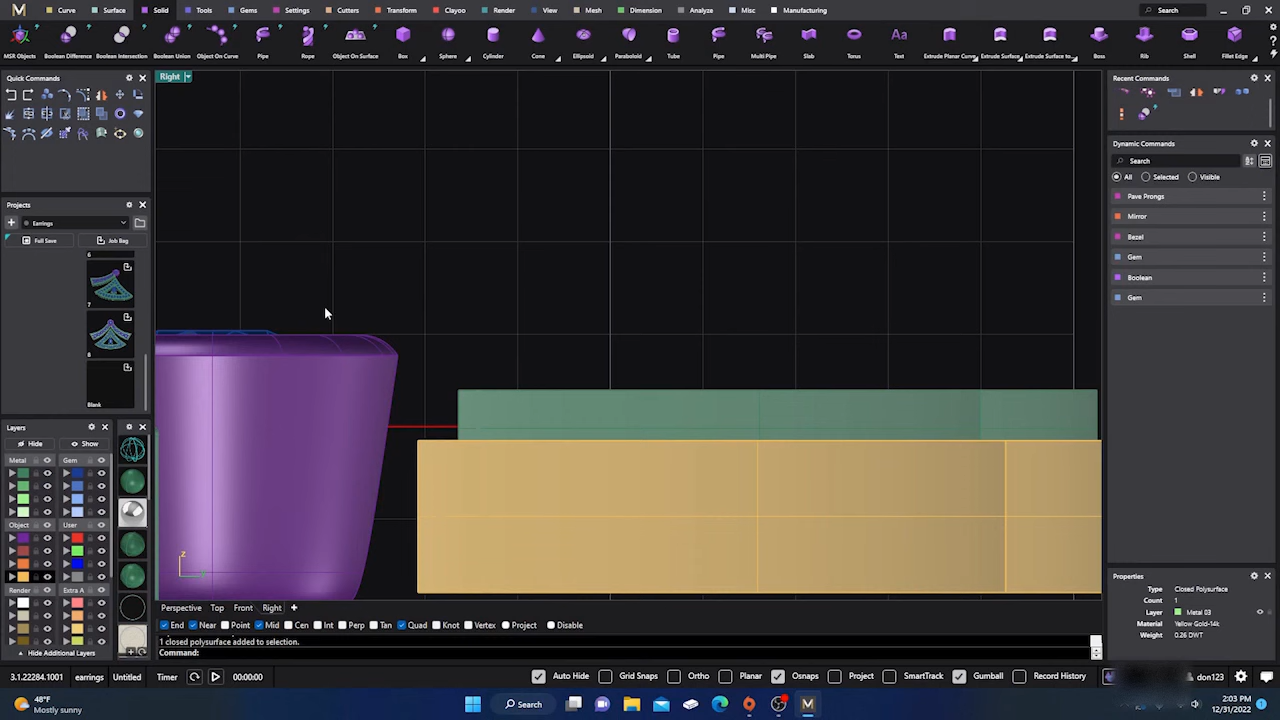 Curve Surface Solid Tools Gems Settings Cutters Transform Clayoo Render View Mesh Dimension Analyze Misc Manufacturing Search
MSR Objects Boolean Difference Boolean Intersection Boolean Union Object On Curve Pipe Rope Object On Surface Box Sphere Cylinder Cone Ellipsoid Paraboloid Tube Pipe Multi Pipe Slab Torus Text Extrude Planar Curve Extrude Surface Extrude Surface to... Boss Rib Shell Fillet Edge
Quick Commands
Right
Recent Commands
Dynamic Commands
Search
All Selected Visible
Pave Prongs
Mirror
Bezel
Gem
Boolean
Gem
Projects
Earrings
Full Save Job Bag
6
7
8
Blank
Layers
Hide Show
Metal Gem
Object User
Render Extra A
Hide Additional Layers
z
Properties
Type Closed Polysurface
Count 1
Layer Metal 03
Material Yellow Gold-14k
Weight 0.26 DWT
Perspective Top Front Right
End Near Point Mid Cen Int Perp Tan Quad Knot Vertex Project Disable
1 closed polysurface added to selection.
Command:
3.1.22284.1001 earrings Untitled Timer 00:00:00 Auto Hide Grid Snaps Ortho Planar Osnaps Project SmartTrack Gumball Record History don123
48°F
Mostly sunny
Search
2:03 PM
12/31/2022